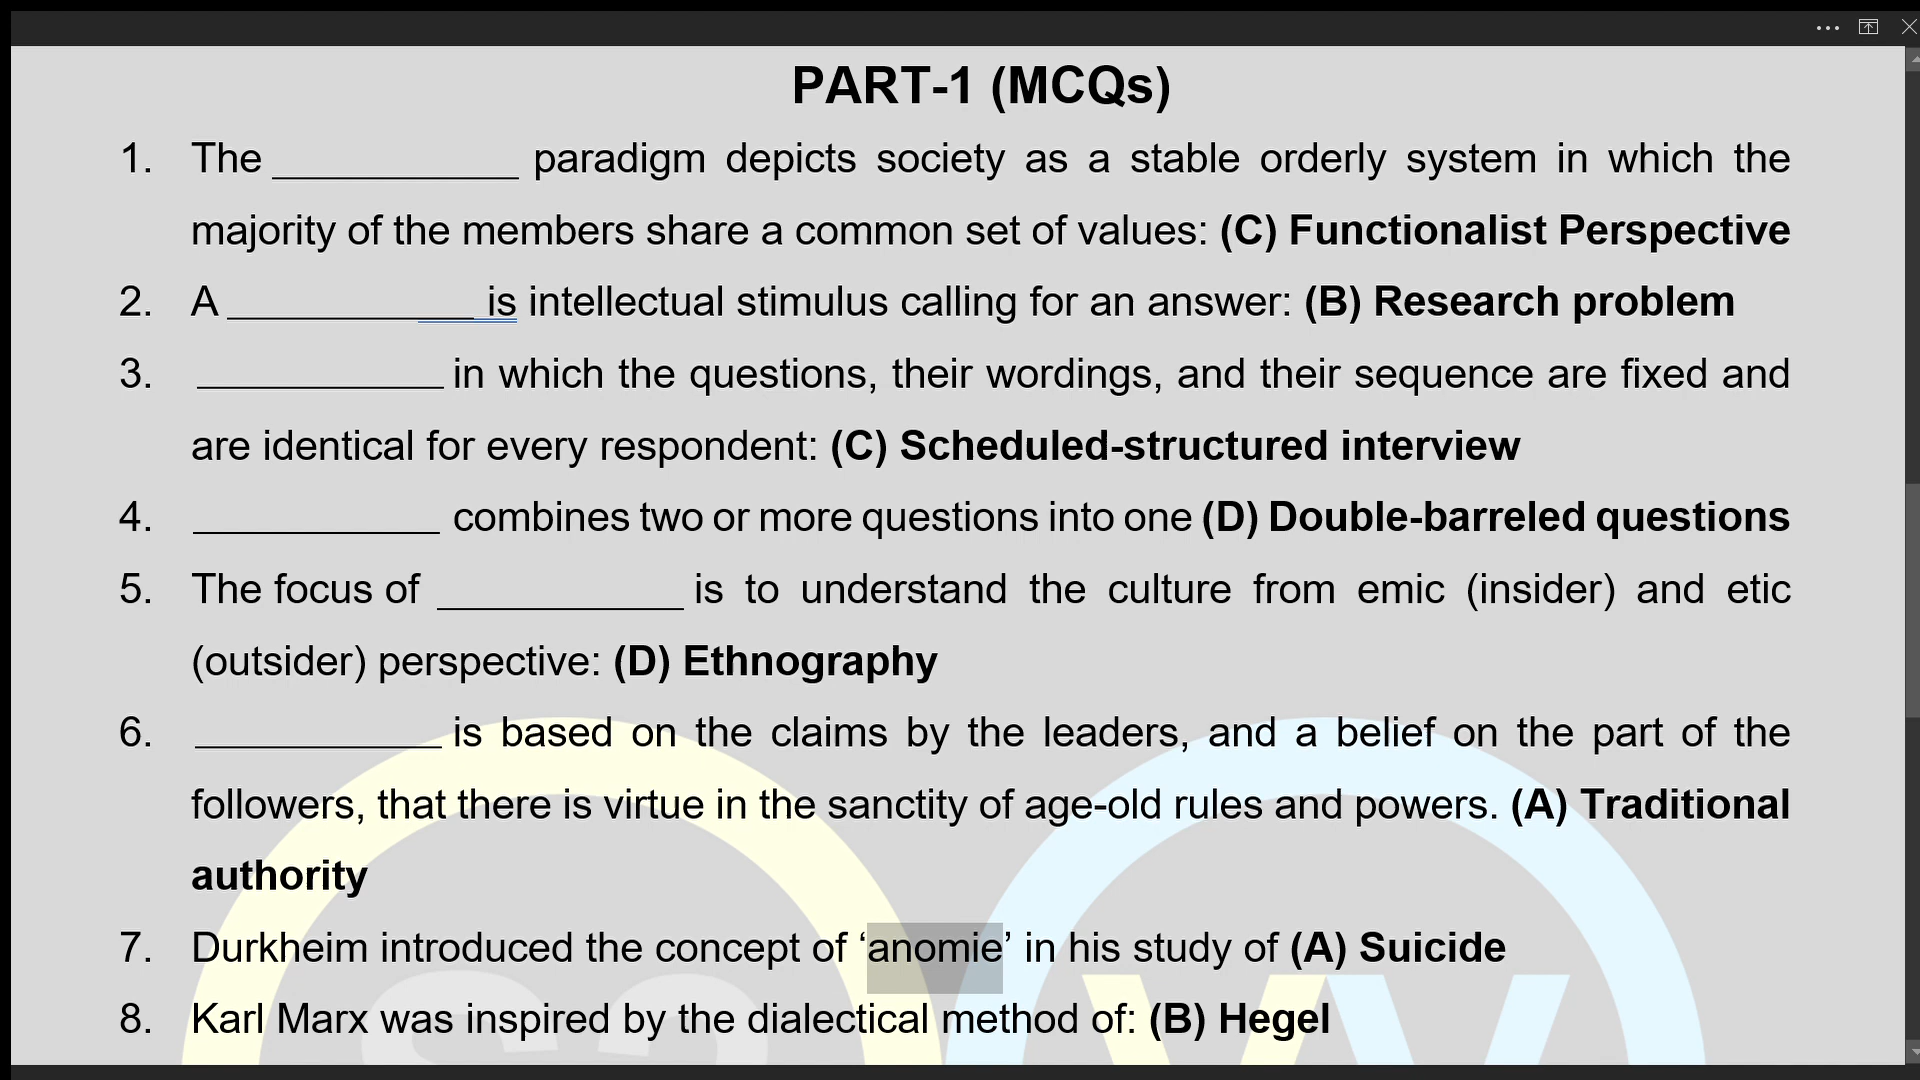 PART-1 (MCQs)
1. The ___________ paradigm depicts society as a stable orderly system in which the
majority of the members share a common set of values: (C) Functionalist Perspective
2. A ___________ is intellectual stimulus calling for an answer: (B) Research problem
3. ___________ in which the questions, their wordings, and their sequence are fixed and
are identical for every respondent: (C) Scheduled-structured interview
4. ___________ combines two or more questions into one (D) Double-barreled questions
5. The focus of ___________ is to understand the culture from emic (insider) and etic
(outsider) perspective: (D) Ethnography
6. ___________ is based on the claims by the leaders, and a belief on the part of the
followers, that there is virtue in the sanctity of age-old rules and powers. (A) Traditional
authority
7. Durkheim introduced the concept of ‘anomie’ in his study of (A) Suicide
8. Karl Marx was inspired by the dialectical method of: (B) Hegel